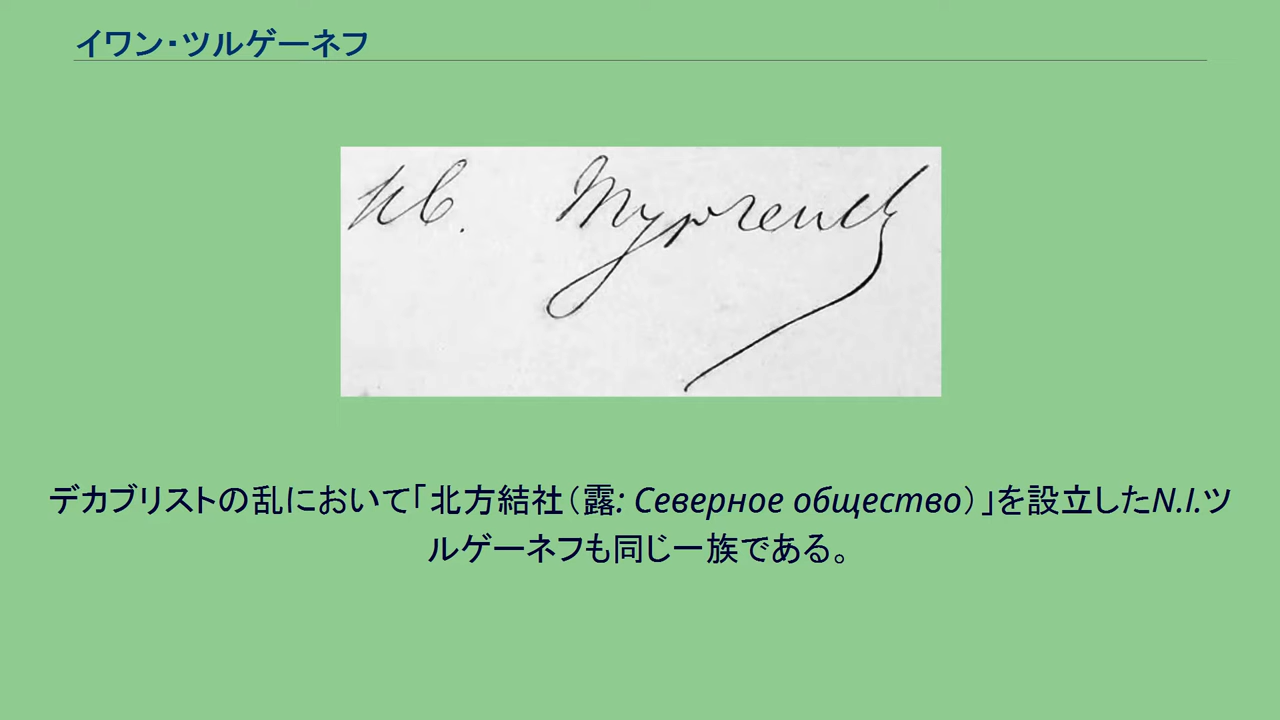 イワン・ツルゲーネフ
Ив. Тургенев
デカブリストの乱において「北方結社（露: Северное общество）」を設立したN.I.ツ
ルゲーネフも同じ一族である。